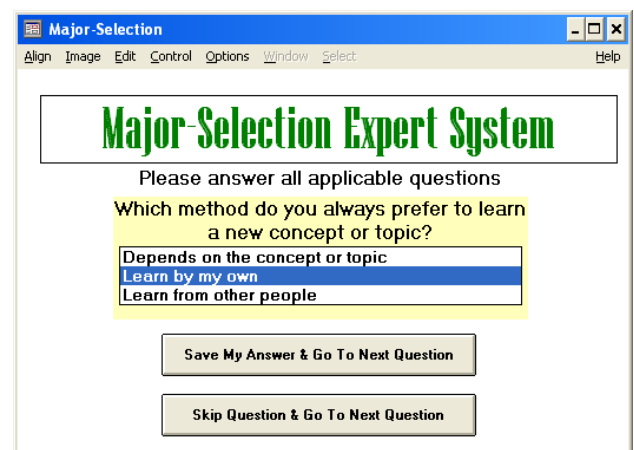 Major-Selection
Align Image Edit Control Options Window Select Help
Major-Selection Expert System
Please answer all applicable questions
Which method do you always prefer to learn
a new concept or topic?
Depends on the concept or topic
Learn by my own
Learn from other people
Save My Answer & Go To Next Question
Skip Question & Go To Next Question